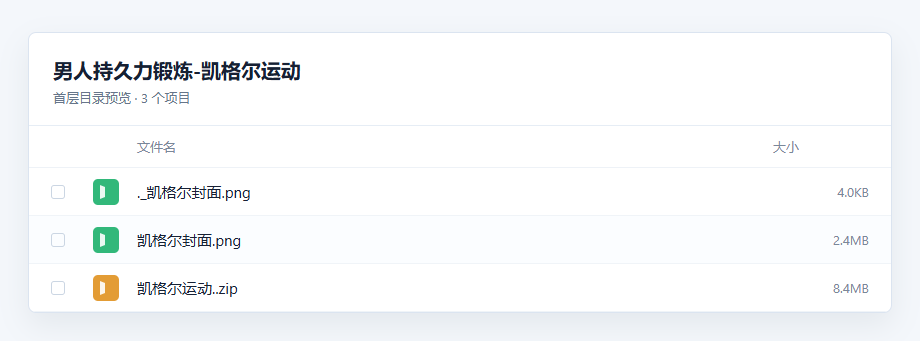 男人持久力锻炼-凯格尔运动
首层目录预览 · 3 个项目
文件名 大小
._凯格尔封面.png 4.0KB
凯格尔封面.png 2.4MB
凯格尔运动..zip 8.4MB